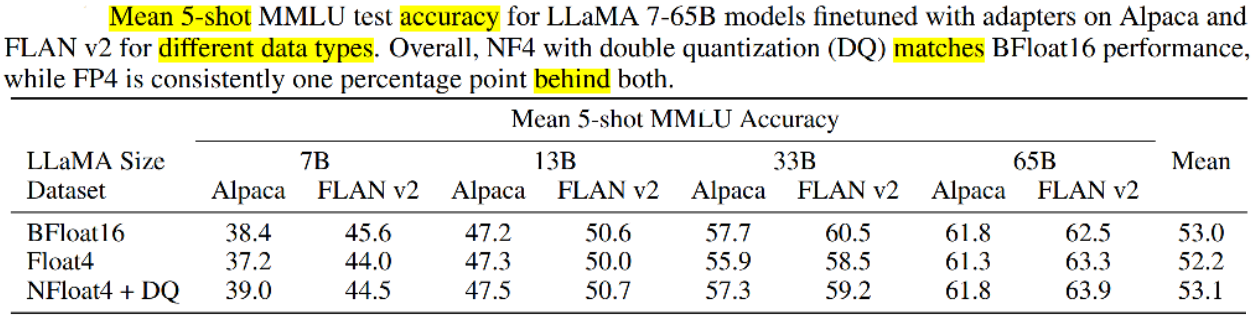 Mean 5-shot MMLU test accuracy for LLaMA 7-65B models finetuned with adapters on Alpaca and
FLAN v2 for different data types. Overall, NF4 with double quantization (DQ) matches BFloat16 performance,
while FP4 is consistently one percentage point behind both.
Mean 5-shot MMLU Accuracy
LLaMA Size 7B 13B 33B 65B Mean
Dataset Alpaca FLAN v2 Alpaca FLAN v2 Alpaca FLAN v2 Alpaca FLAN v2
BFloat16 38.4 45.6 47.2 50.6 57.7 60.5 61.8 62.5 53.0
Float4 37.2 44.0 47.3 50.0 55.9 58.5 61.3 63.3 52.2
NFloat4 + DQ 39.0 44.5 47.5 50.7 57.3 59.2 61.8 63.9 53.1